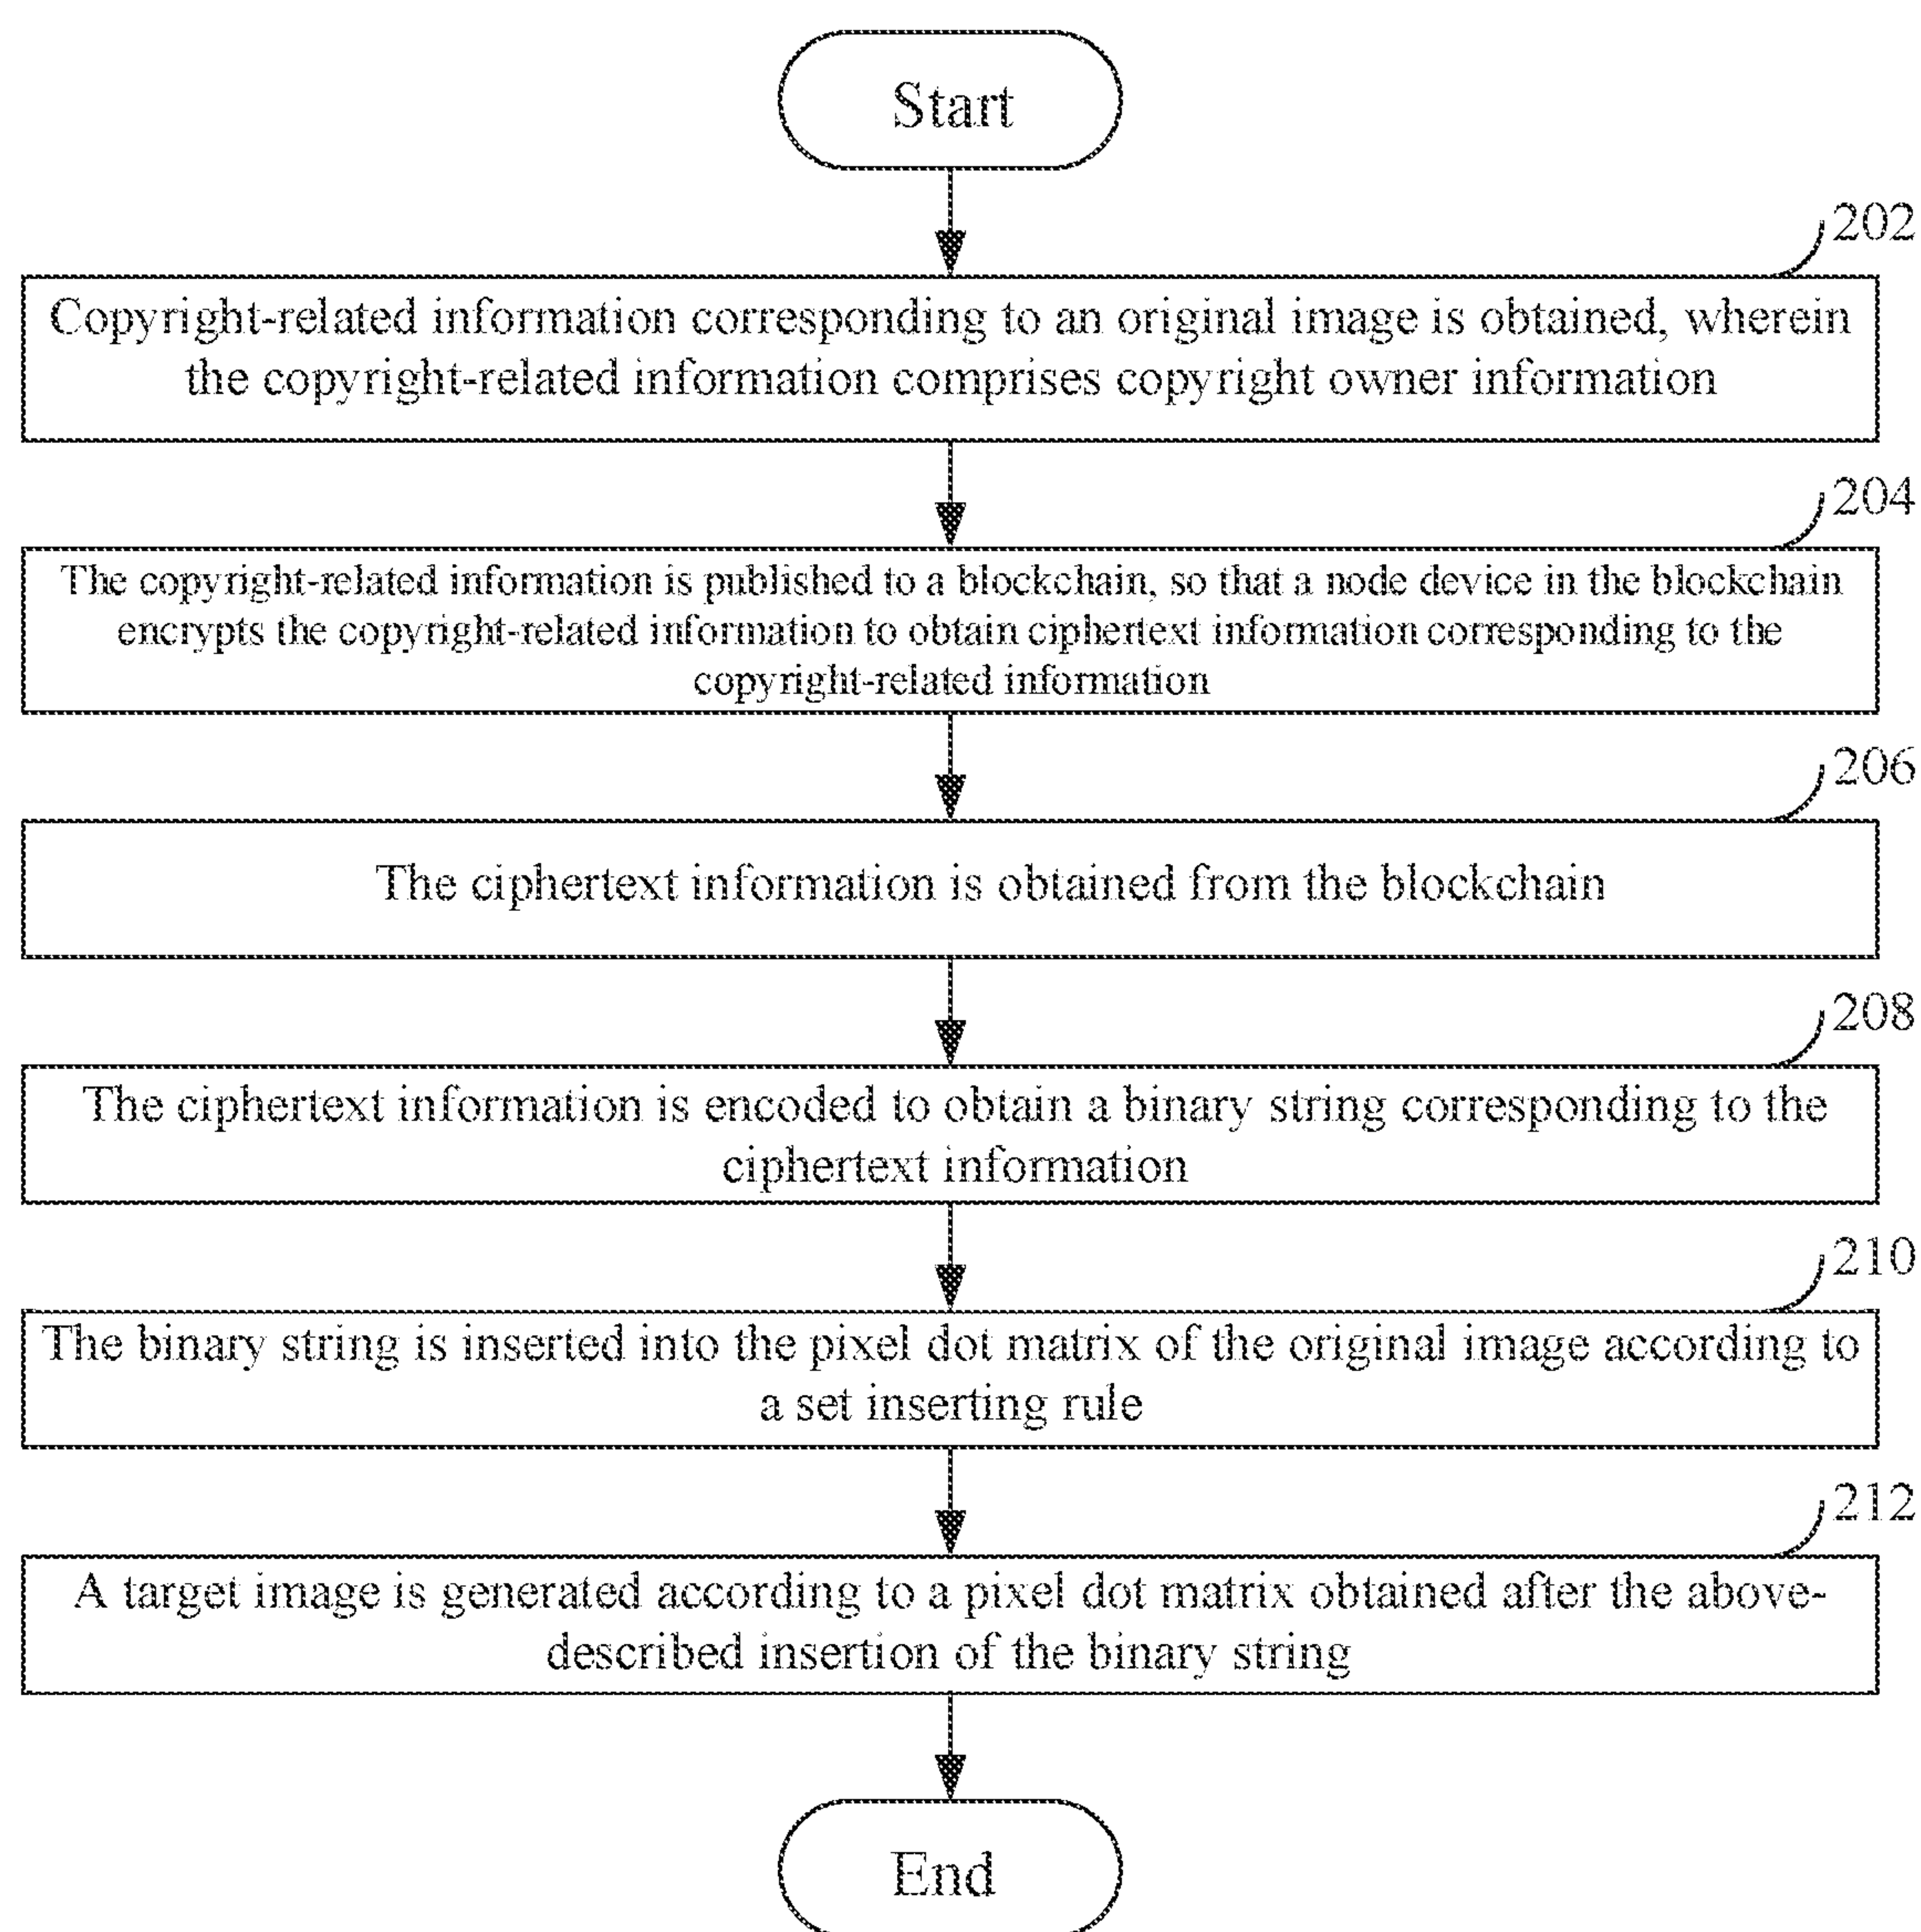 Start
202
Copyright-related information corresponding to an original image is obtained, wherein
the copyright-related information comprises copyright owner information
204
The copyright-related information is published to a blockchain, so that a node device in the blockchain
encrypts the copyright-related information to obtain ciphertext information corresponding to the
copyright-related information
206
The ciphertext information is obtained from the blockchain
208
The ciphertext information is encoded to obtain a binary string corresponding to the
ciphertext information
210
The binary string is inserted into the pixel dot matrix of the original image according to
a set inserting rule
212
A target image is generated according to a pixel dot matrix obtained after the above-
described insertion of the binary string
End